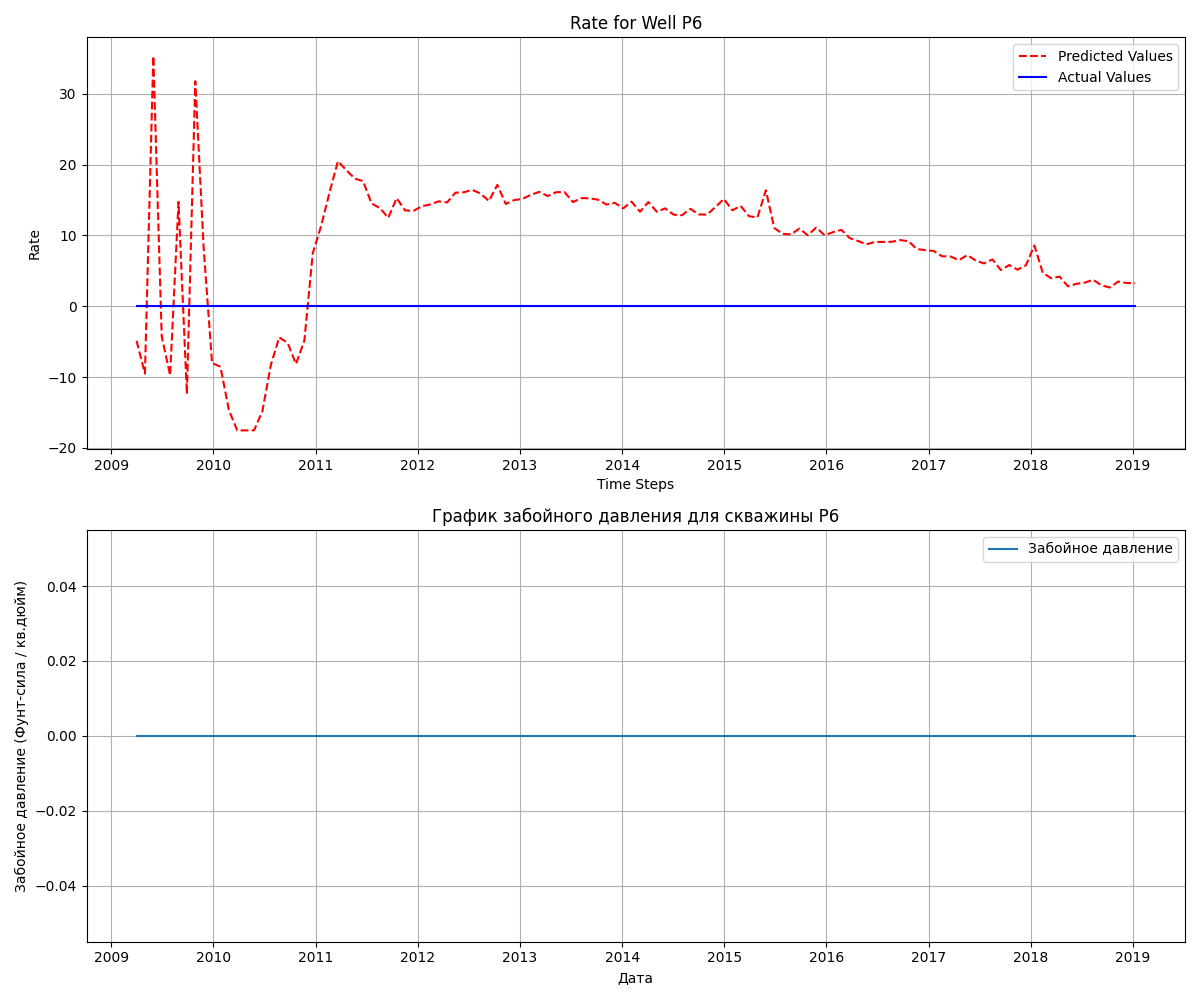 Rate for Well P6
Predicted Values
Actual Values
Rate
30
20
10
0
−10
−20
2009 2010 2011 2012 2013 2014 2015 2016 2017 2018 2019
Time Steps
График забойного давления для скважины P6
Забойное давление
Забойное давление (Фунт-сила / кв.дюйм)
0.04
0.02
0.00
−0.02
−0.04
2009 2010 2011 2012 2013 2014 2015 2016 2017 2018 2019
Дата